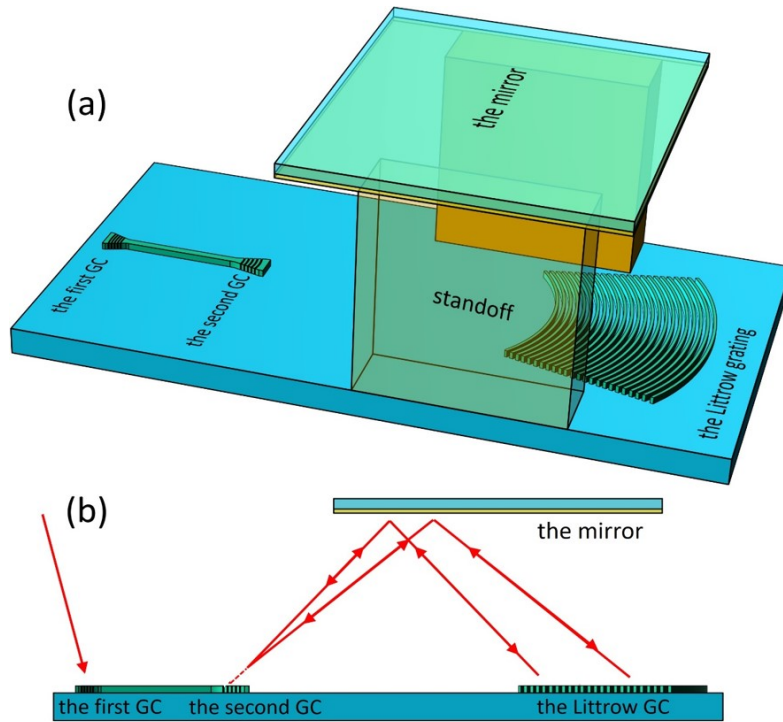 (a)
the mirror
the first GC
the second GC
standoff
the Littrow grating
(b)
the mirror
the first GC
the second GC
the Littrow GC